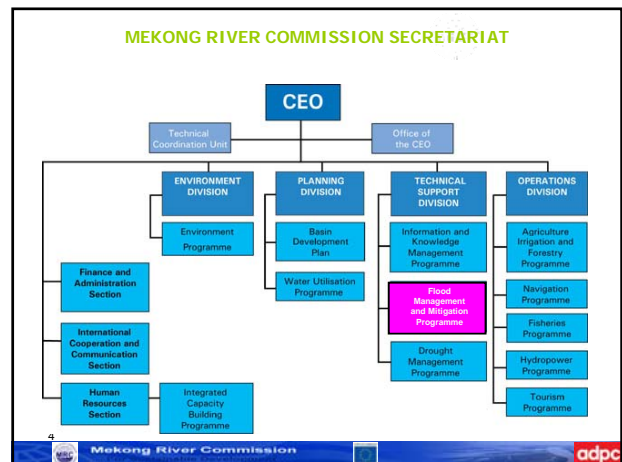 MEKONG RIVER COMMISSION SECRETARIAT
CEO
Technical
Coordination Unit
Office of
the CEO
ENVIRONMENT
DIVISION
PLANNING
DIVISION
TECHNICAL
SUPPORT
DIVISION
OPERATIONS
DIVISION
Environment
Programme
Basin
Development
Plan
Information and
Knowledge
Management
Programme
Agriculture
Irrigation and
Forestry
Programme
Finance and
Administration
Section
Water Utilisation
Programme
Flood
Management
and Mitigation
Programme
Navigation
Programme
Fisheries
Programme
International
Cooperation and
Communication
Section
Drought
Management
Programme
Hydropower
Programme
Human
Resources
Section
Integrated
Capacity
Building
Programme
Tourism
Programme
4
MRC
Mekong River Commission
adpc